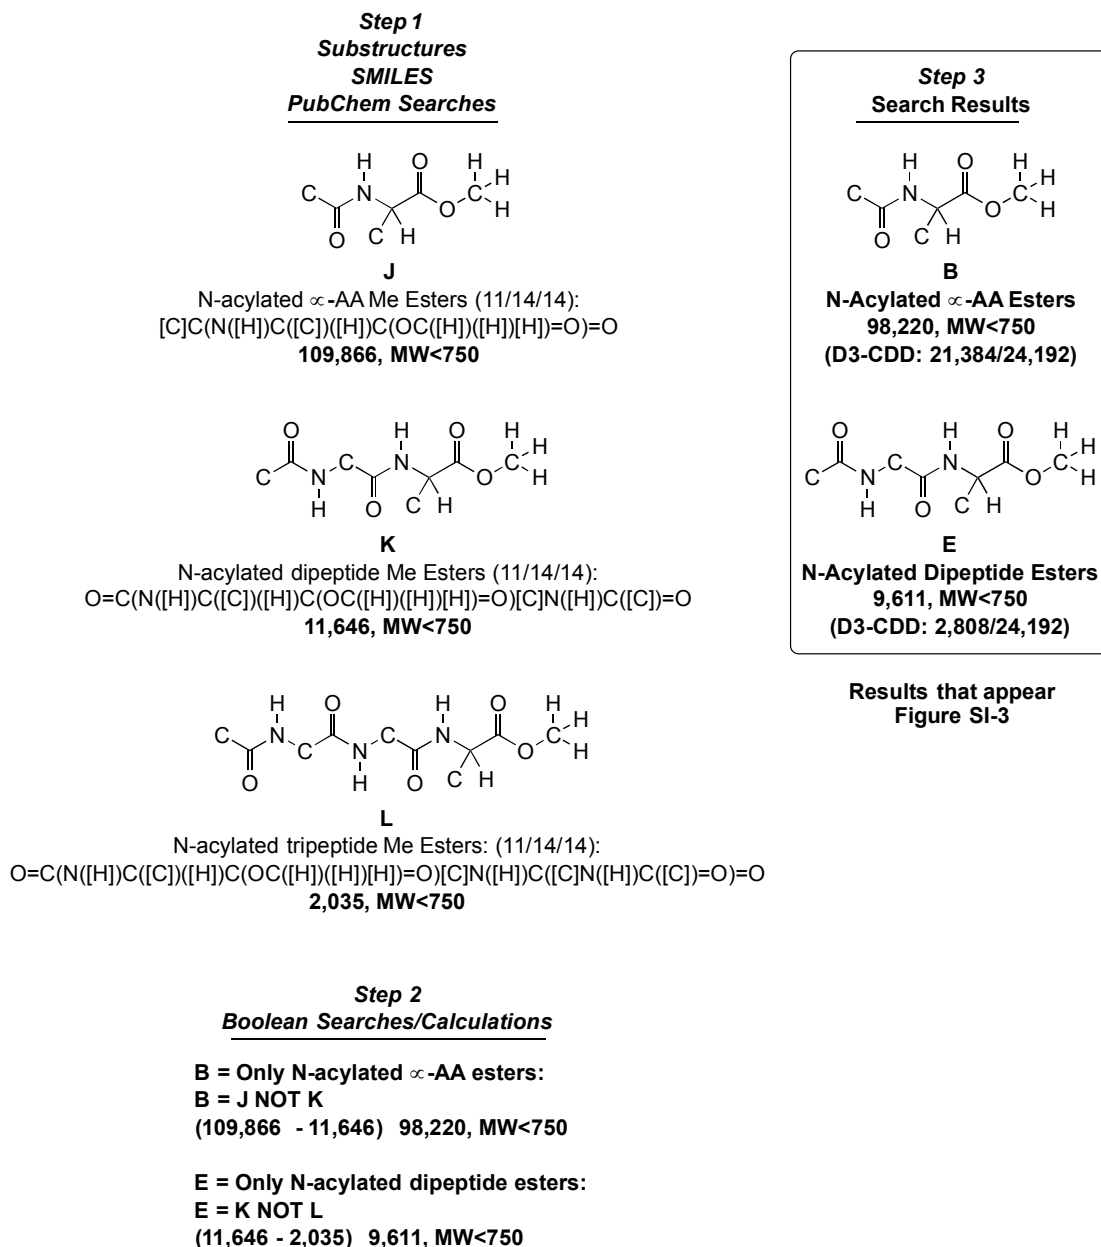 Step 1
Substructures
SMILES
PubChem Searches
H
O
H
H
C
N
C
O
H
O
C
H
J
N-acylated ∝-AA Me Esters (11/14/14):
[C]C(N([H])C([C])([H])C(OC([H])([H])[H])=O)=O
109,866, MW<750
O
H
O
H
H
C
N
C
N
C
O
H
H
O
C
H
K
N-acylated dipeptide Me Esters (11/14/14):
O=C(N([H])C([C])([H])C(OC([H])([H])[H])=O)[C]N([H])C([C])=O
11,646, MW<750
H
O
H
O
H
H
C
N
C
N
C
N
C
O
H
O
C
H
O
C
H
L
N-acylated tripeptide Me Esters: (11/14/14):
O=C(N([H])C([C])([H])C(OC([H])([H])[H])=O)[C]N([H])C([C]N([H])C([C])=O)=O
2,035, MW<750
Step 2
Boolean Searches/Calculations
B = Only N-acylated ∝-AA esters:
B = J NOT K
(109,866 - 11,646) 98,220, MW<750
E = Only N-acylated dipeptide esters:
E = K NOT L
(11,646 - 2,035) 9,611, MW<750
Step 3
Search Results
H
O
H
H
C
N
C
O
H
O
C
H
B
N-Acylated ∝-AA Esters
98,220, MW<750
(D3-CDD: 21,384/24,192)
O
H
O
H
H
C
N
C
N
C
O
H
H
O
C
H
E
N-Acylated Dipeptide Esters
9,611, MW<750
(D3-CDD: 2,808/24,192)
Results that appear
Figure SI-3